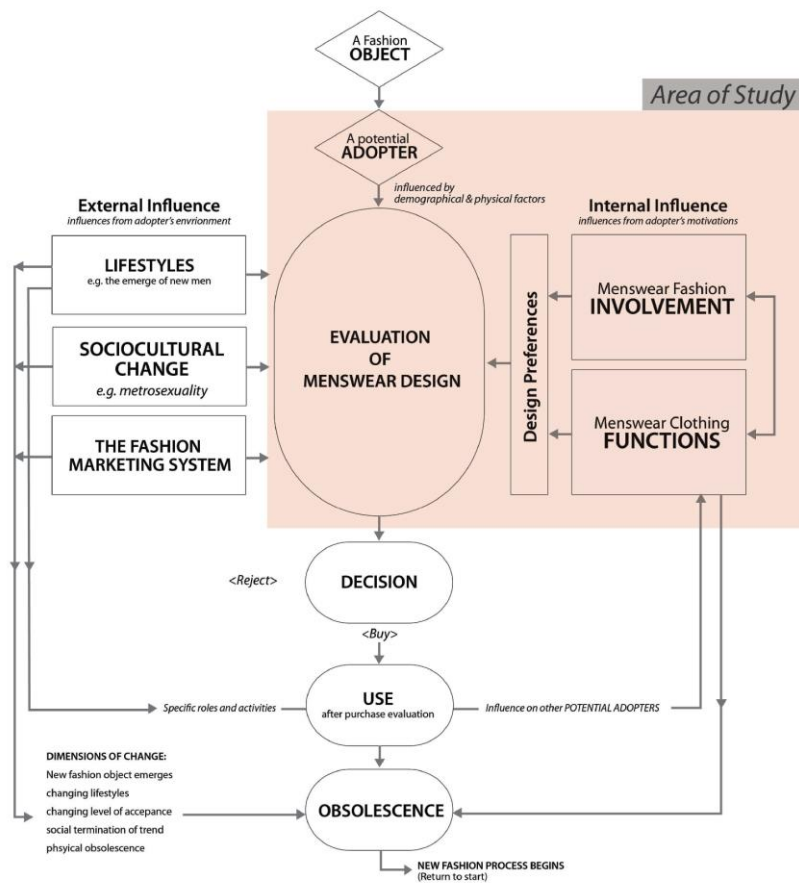 A Fashion
OBJECT
Area of Study
A potential
ADOPTER
influenced by
demographical & physical factors
External Influence
influences from adopter's envrionment
Internal Influence
influences from adopter's motivations
LIFESTYLES
e.g. the emerge of new men
SOCIOCULTURAL
CHANGE
e.g. metrosexuality
THE FASHION
MARKETING SYSTEM
EVALUATION
OF
MENSWEAR DESIGN
Design Preferences
Menswear Fashion
INVOLVEMENT
Menswear Clothing
FUNCTIONS
<Reject>
DECISION
<Buy>
Specific roles and activities
USE
after purchase evaluation
Influence on other POTENTIAL ADOPTERS
DIMENSIONS OF CHANGE:
New fashion object emerges
changing lifestyles
changing level of accepance
social termination of trend
phsyical obsolescence
OBSOLESCENCE
NEW FASHION PROCESS BEGINS
(Return to start)